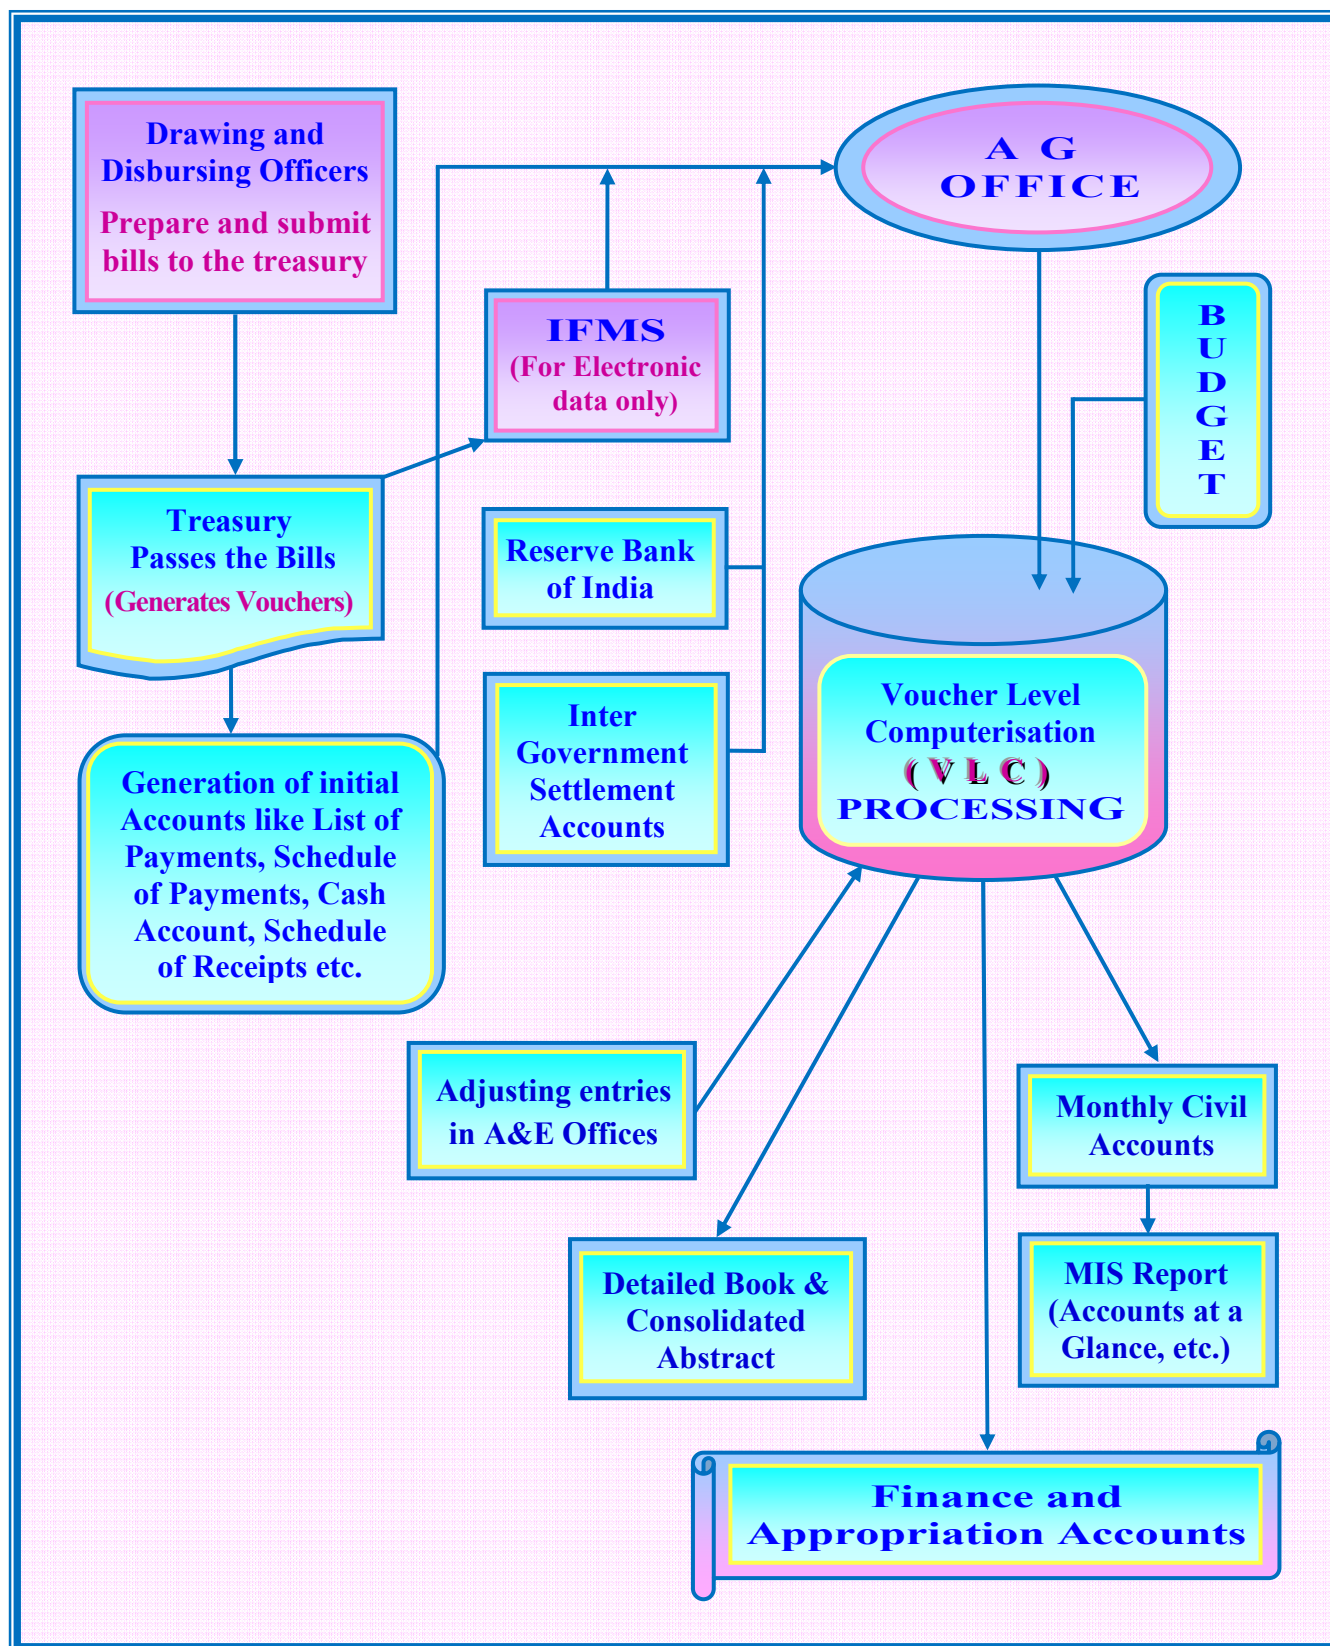 Drawing and
Disbursing Officers
Prepare and submit
bills to the treasury
A G
OFFICE
IFMS
(For Electronic
data only)
B
U
D
G
E
T
Treasury
Passes the Bills
(Generates Vouchers)
Reserve Bank
of India
Inter
Government
Settlement
Accounts
Voucher Level
Computerisation
( V L C )
PROCESSING
Generation of initial
Accounts like List of
Payments, Schedule
of Payments, Cash
Account, Schedule
of Receipts etc.
Adjusting entries
in A&E Offices
Monthly Civil
Accounts
Detailed Book &
Consolidated
Abstract
MIS Report
(Accounts at a
Glance, etc.)
Finance and
Appropriation Accounts